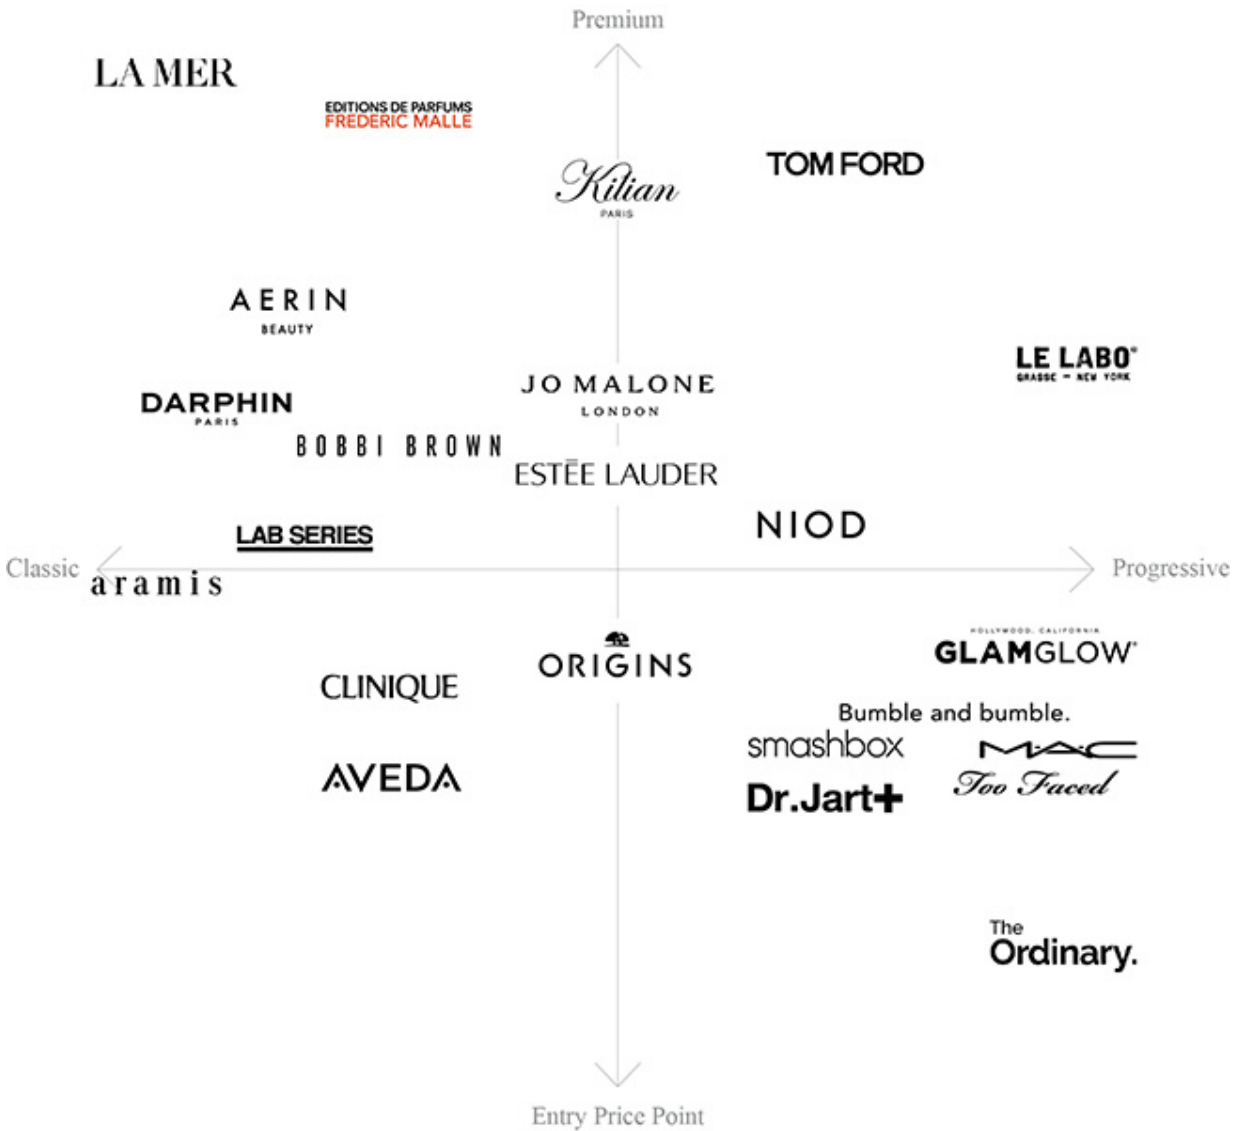 Premium
LA MER
EDITIONS DE PARFUMS
FREDERIC MALLE
TOM FORD
Kilian
PARIS
AERIN
BEAUTY
LE LABO®
GRASSE – NEW YORK
JO MALONE
LONDON
DARPHIN
PARIS
BOBBI BROWN
ESTĒE LAUDER
NIOD
LAB SERIES
Classic
Progressive
aramis
HOLLYWOOD, CALIFORNIA
GLAMGLOW®
ORIGINS
CLINIQUE
Bumble and bumble.
smashbox
M·A·C
AVEDA
Too Faced
Dr.Jart+
The
Ordinary.
Entry Price Point